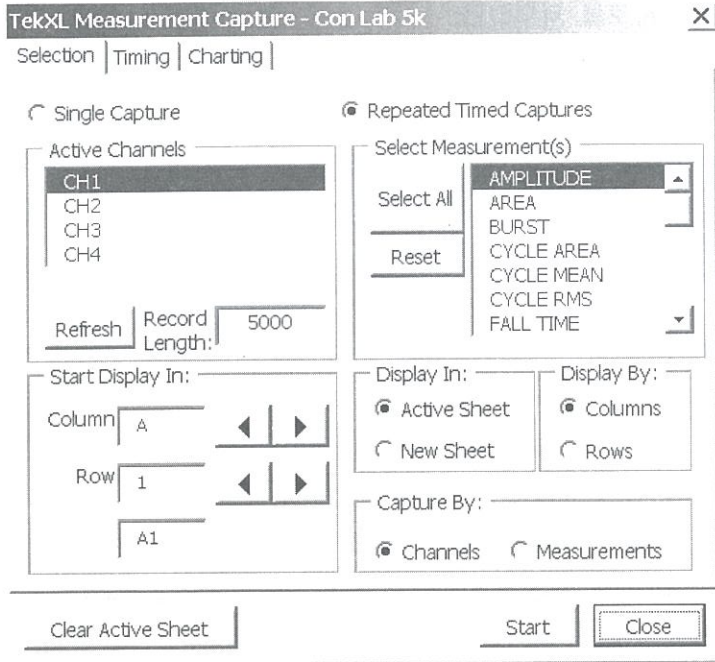 TekXL Measurement Capture - Con Lab 5k
Selection Timing Charting
Single Capture
Repeated Timed Captures
Active Channels
CH1
CH2
CH3
CH4
Refresh
Record Length:
5000
Select Measurement(s)
Select All
Reset
AMPLITUDE
AREA
BURST
CYCLE AREA
CYCLE MEAN
CYCLE RMS
FALL TIME
Start Display In:
Column A
Row 1
A1
Display In:
Active Sheet
New Sheet
Display By:
Columns
Rows
Capture By:
Channels Measurements
Clear Active Sheet
Start
Close